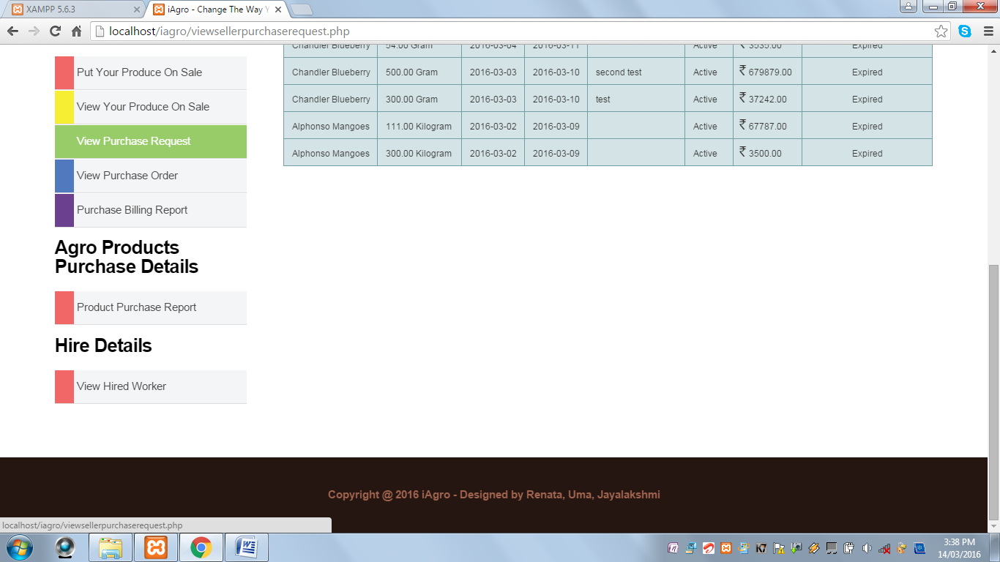 XAMPP 5.6.3
iAgro - Change The Way Y
localhost/iagro/viewsellerpurchaserequest.php
Put Your Produce On Sale
View Your Produce On Sale
View Purchase Request
View Purchase Order
Purchase Billing Report
Agro Products
Purchase Details
Product Purchase Report
Hire Details
View Hired Worker
Chandler Blueberry 54.00 Gram 2016-03-04 2016-03-11 Active ₹ 3535.00 Expired
Chandler Blueberry 500.00 Gram 2016-03-03 2016-03-10 second test Active ₹ 679879.00 Expired
Chandler Blueberry 300.00 Gram 2016-03-03 2016-03-10 test Active ₹ 37242.00 Expired
Alphonso Mangoes 111.00 Kilogram 2016-03-02 2016-03-09 Active ₹ 67787.00 Expired
Alphonso Mangoes 300.00 Kilogram 2016-03-02 2016-03-09 Active ₹ 3500.00 Expired
Copyright @ 2016 iAgro - Designed by Renata, Uma, Jayalakshmi
localhost/iagro/viewsellerpurchaserequest.php
K7
3:38 PM
14/03/2016